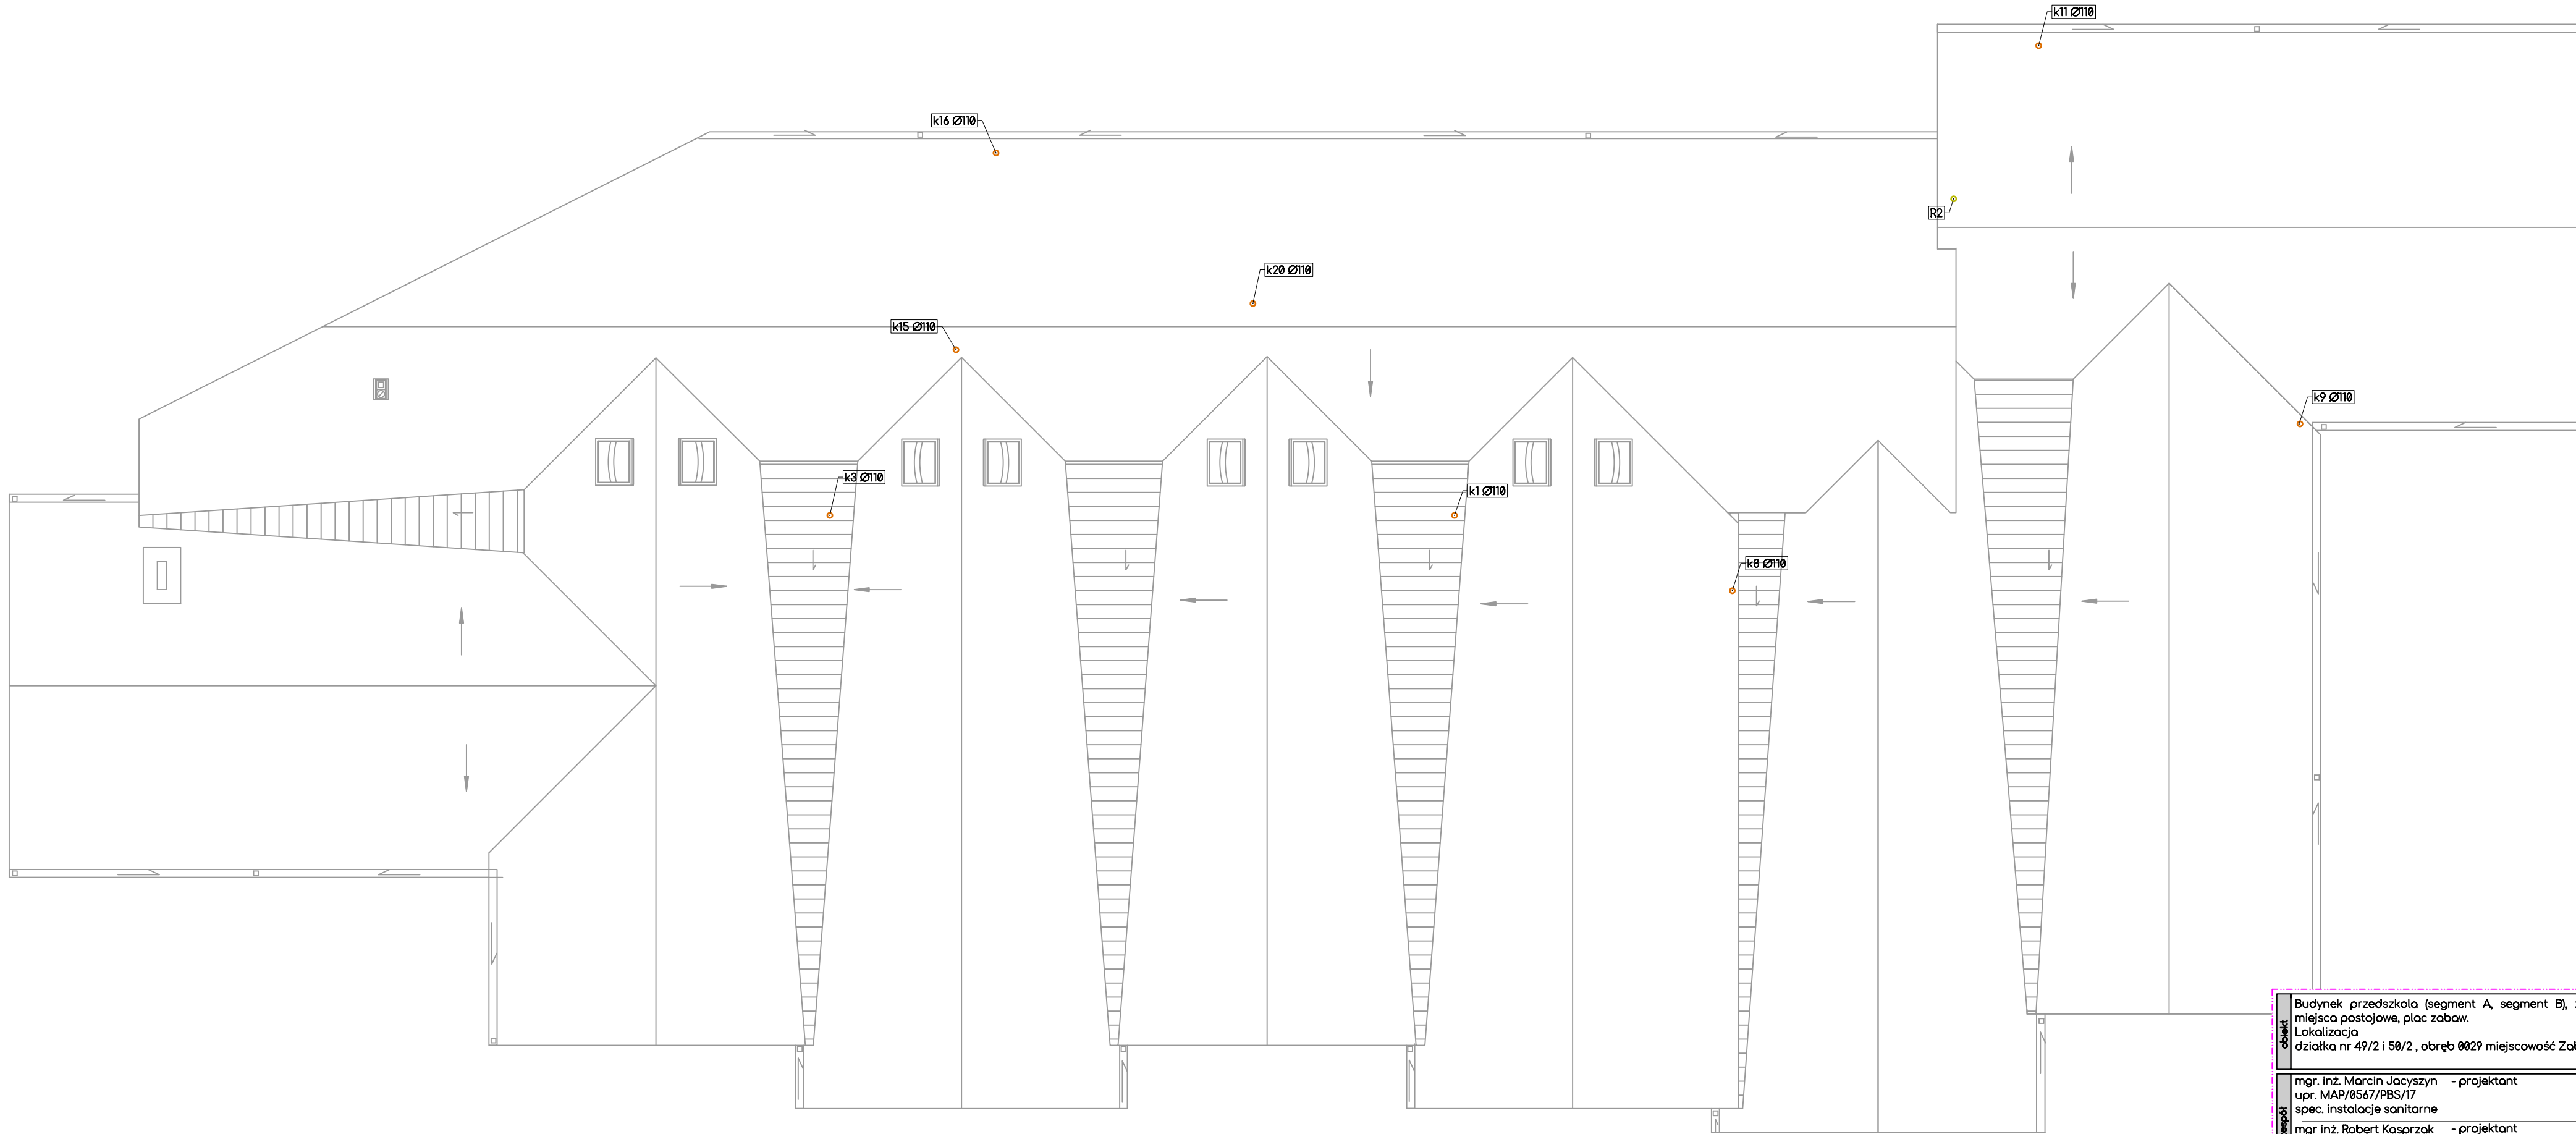 k11 Ø110
k16 Ø110
R2
k20 Ø110
k15 Ø110
k9 Ø110
k3 Ø110
k1 Ø110
k8 Ø110
obiekt
Budynek przedszkola (segment A, segment B),
miejsca postojowe, plac zabaw.
Lokalizacja
działka nr 49/2 i 50/2 , obręb 0029 miejscowość
mgr. inż. Marcin Jacyszyn - projektant
upr. MAP/0567/PBS/17
spec. instalacje sanitarne
mgr inż. Robert Kasprzak - projektant